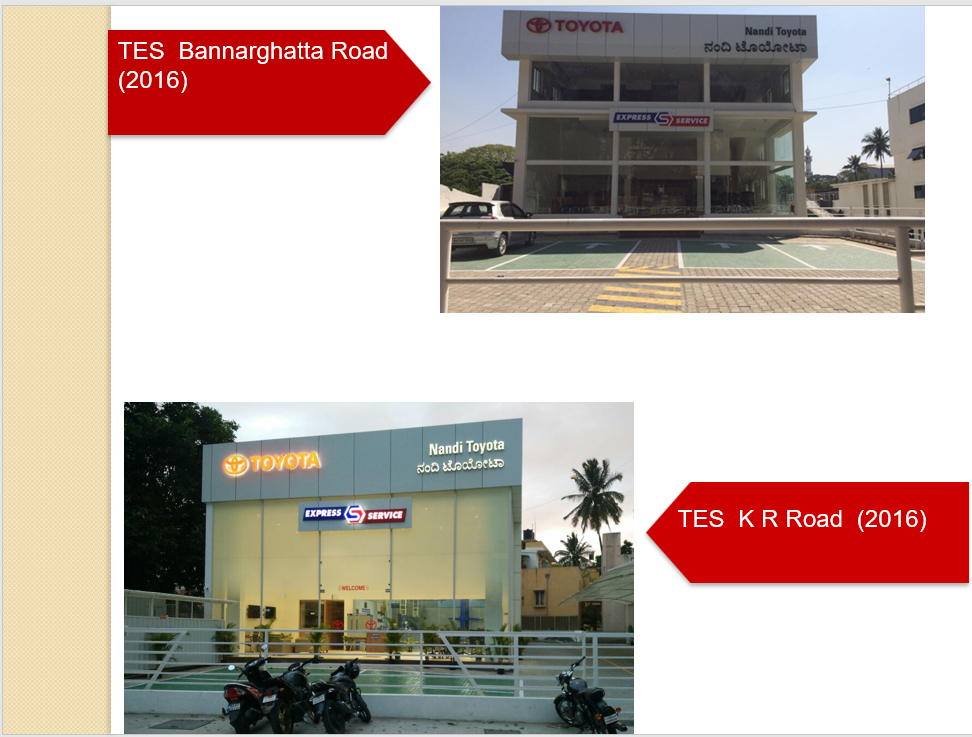 TES  Bannarghatta Road
(2016)
TOYOTA
Nandi Toyota
ನಂದಿ ಟೊಯೋಟಾ
EXPRESS S SERVICE
TOYOTA
Nandi Toyota
ನಂದಿ ಟೊಯೋಟಾ
EXPRESS S SERVICE
WELCOME
TES  K R Road  (2016)